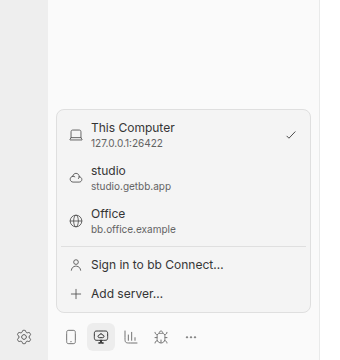 This Computer
127.0.0.1:26422
studio
studio.getbb.app
Office
bb.office.example
Sign in to bb Connect...
Add server...